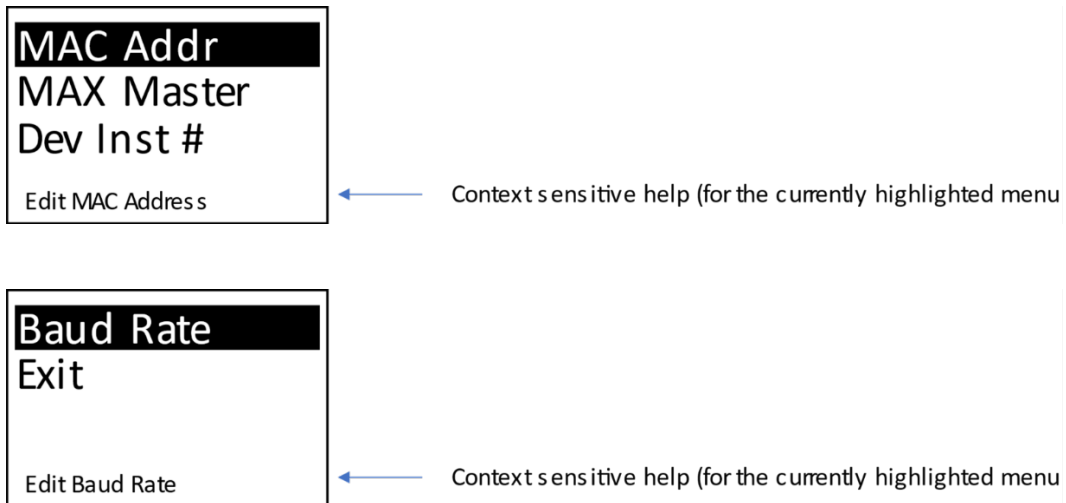 MAC Addr
MAX Master
Dev Inst #
Edit MAC Address
Context sensitive help (for the currently highlighted menu
Baud Rate
Exit
Edit Baud Rate
Context sensitive help (for the currently highlighted menu